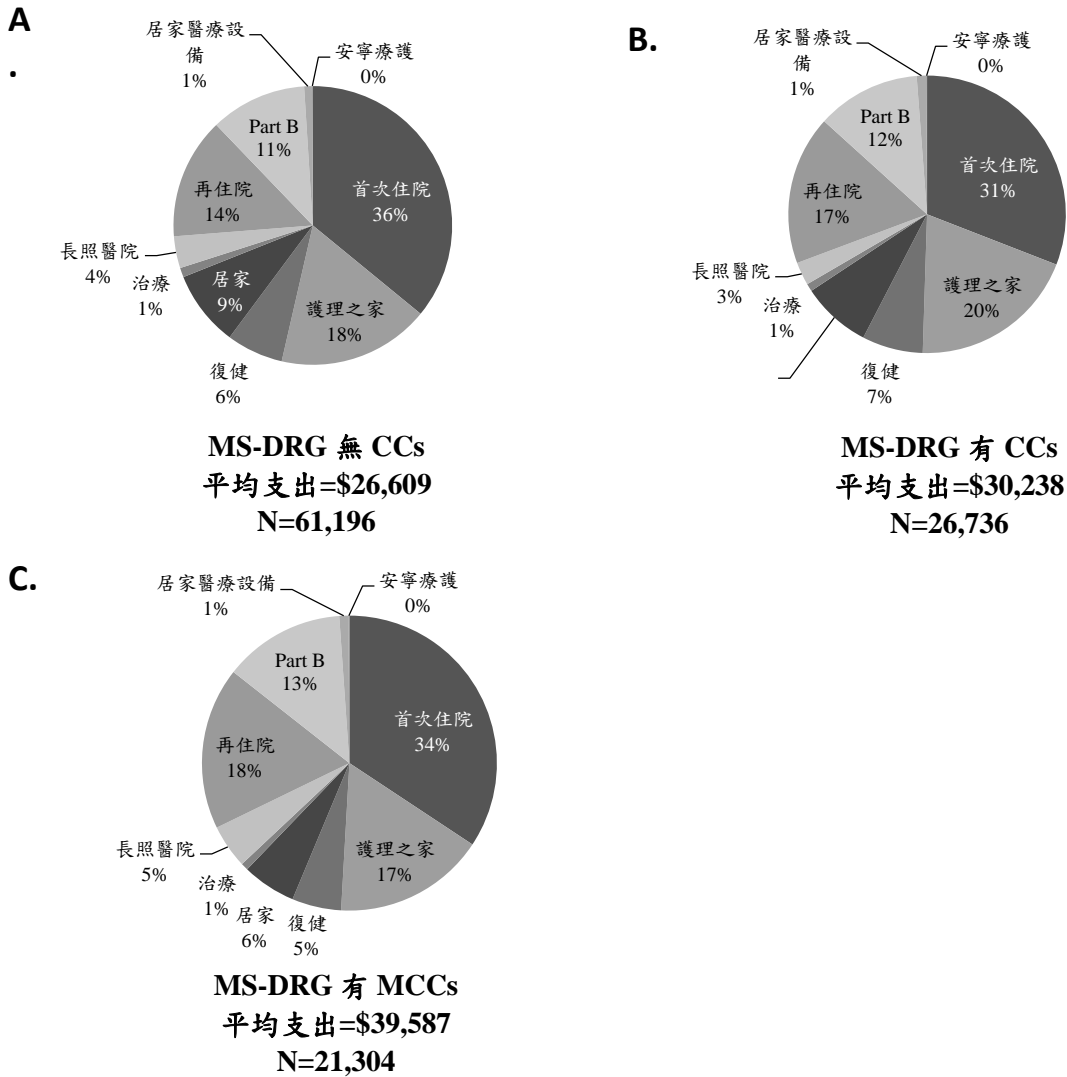 A
.
居家醫療設
備
1%
安寧療護
0%
Part B
11%
首次住院
36%
再住院
14%
長照醫院
4%
治療
1%
居家
9%
護理之家
18%
復健
6%
MS-DRG 無 CCs
平均支出=$26,609
N=61,196
B.
居家醫療設
備
1%
安寧療護
0%
Part B
12%
首次住院
31%
再住院
17%
長照醫院
3%
治療
1%
護理之家
20%
復健
7%
MS-DRG 有 CCs
平均支出=$30,238
N=26,736
C.
居家醫療設備
1%
安寧療護
0%
Part B
13%
首次住院
34%
再住院
18%
長照醫院
5%
治療
1%
居家
6%
復健
5%
護理之家
17%
MS-DRG 有 MCCs
平均支出=$39,587
N=21,304